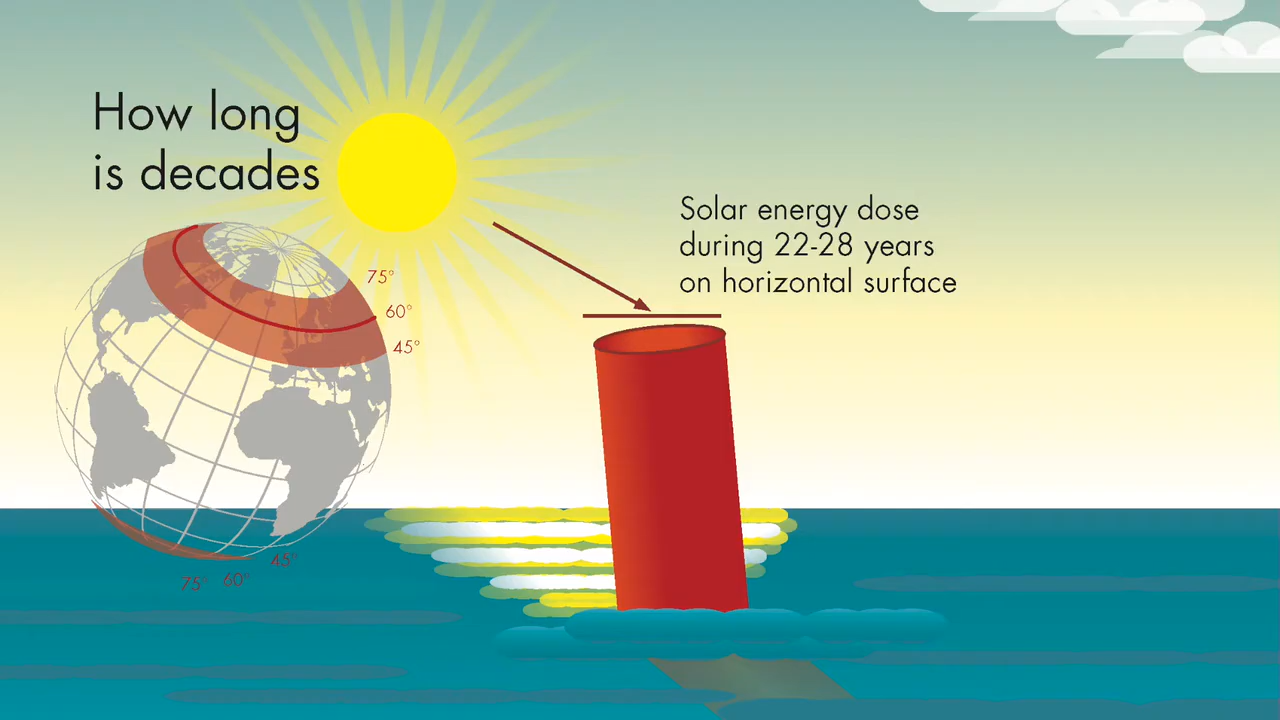 How long
is decades
Solar energy dose
during 22-28 years
on horizontal surface
75°
60°
45°
45°
75° 60°